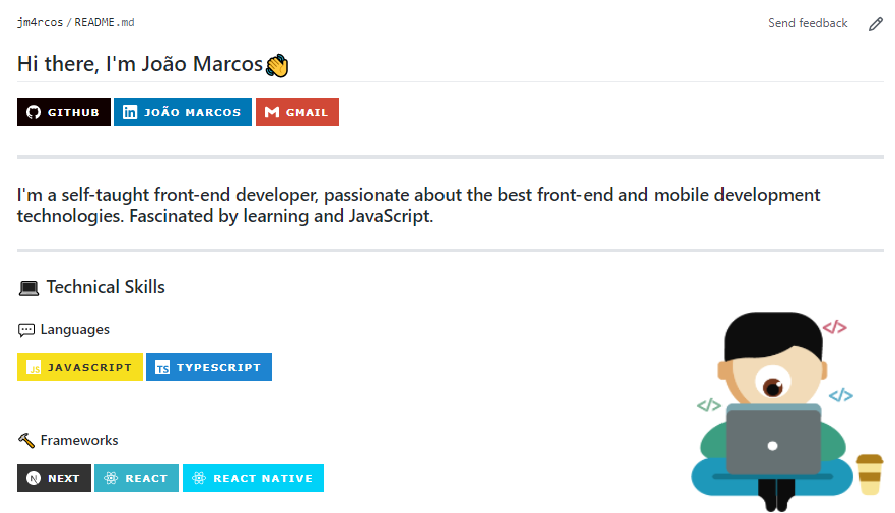 jm4rcos / README.md
Send feedback
Hi there, I'm João Marcos
GITHUB
JOÃO MARCOS
GMAIL
I'm a self-taught front-end developer, passionate about the best front-end and mobile development
technologies. Fascinated by learning and JavaScript.
Technical Skills
Languages
JS JAVASCRIPT
TS TYPESCRIPT
Frameworks
N NEXT
REACT
REACT NATIVE
</>
</>
</>